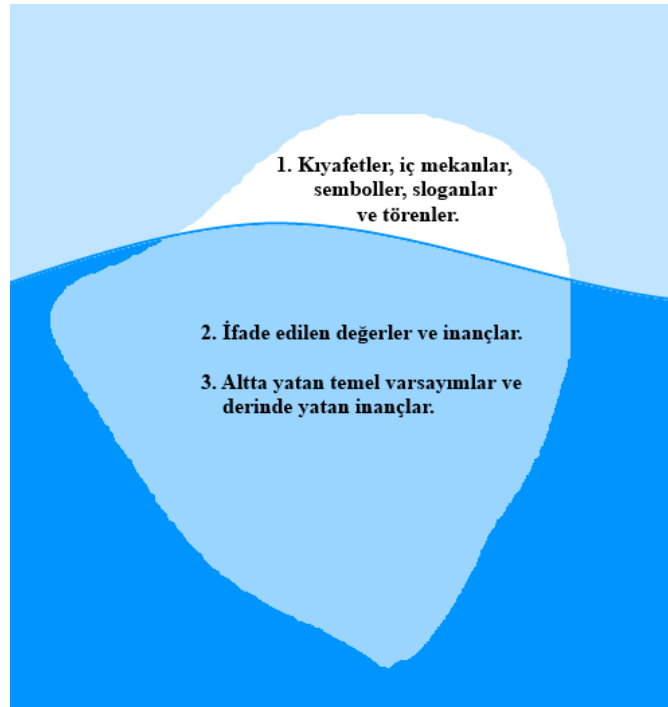 1. Kıyafetler, iç mekanlar,
semboller, sloganlar
ve törenler.
2. İfade edilen değerler ve inançlar.
3. Altta yatan temel varsayımlar ve
derinde yatan inançlar.